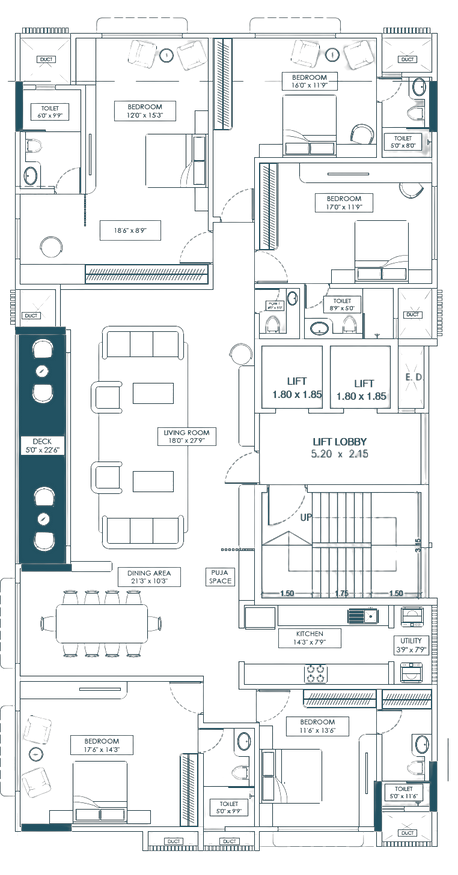 DUCT
DUCT
BEDROOM
12'0" x 15'3"
BEDROOM
16'0" x 11'9"
TOILET
6'0" x 9'9"
TOILET
5'0" x 8'0"
BEDROOM
17'0" x 11'9"
18'6" x 8'9"
DUCT
TOILET
8'9" x 5'0"
DUCT
LIFT
1.80 x 1.85
LIFT
1.80 x 1.85
E. D
LIVING ROOM
18'0" x 27'9"
DECK
5'0" x 22'6"
LIFT LOBBY
5.20 x 2.45
UP
3.45
1.50
1.75
1.50
DINING AREA
21'3" x 10'3"
PUJA
SPACE
KITCHEN
14'3" x 7'9"
UTILITY
3'9" x 7'9"
BEDROOM
17'6" x 14'3"
BEDROOM
11'6" x 13'6"
TOILET
5'0" x 9'9"
TOILET
5'0" x 11'6"
DUCT
DUCT
DUCT